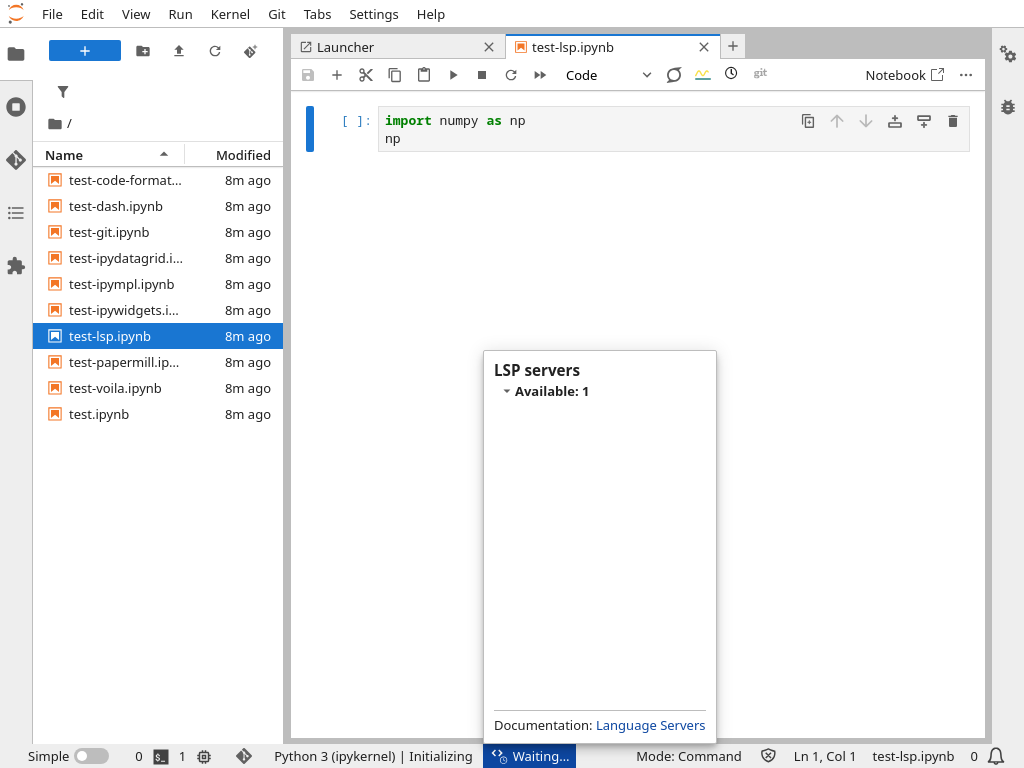 File Edit View Run Kernel Git Tabs Settings Help
Launcher
test-lsp.ipynb
Code
git
Notebook
/
Name Modified
test-code-format... 8m ago
test-dash.ipynb 8m ago
test-git.ipynb 8m ago
test-ipydatagrid.i... 8m ago
test-ipympl.ipynb 8m ago
test-ipywidgets.i... 8m ago
test-lsp.ipynb 8m ago
test-papermill.ip... 8m ago
test-voila.ipynb 8m ago
test.ipynb 8m ago
[ ]: import numpy as np
np
LSP servers
Available: 1
Documentation: Language Servers
Simple 0 $_ 1 Python 3 (ipykernel) | Initializing Waiting... Mode: Command Ln 1, Col 1 test-lsp.ipynb 0